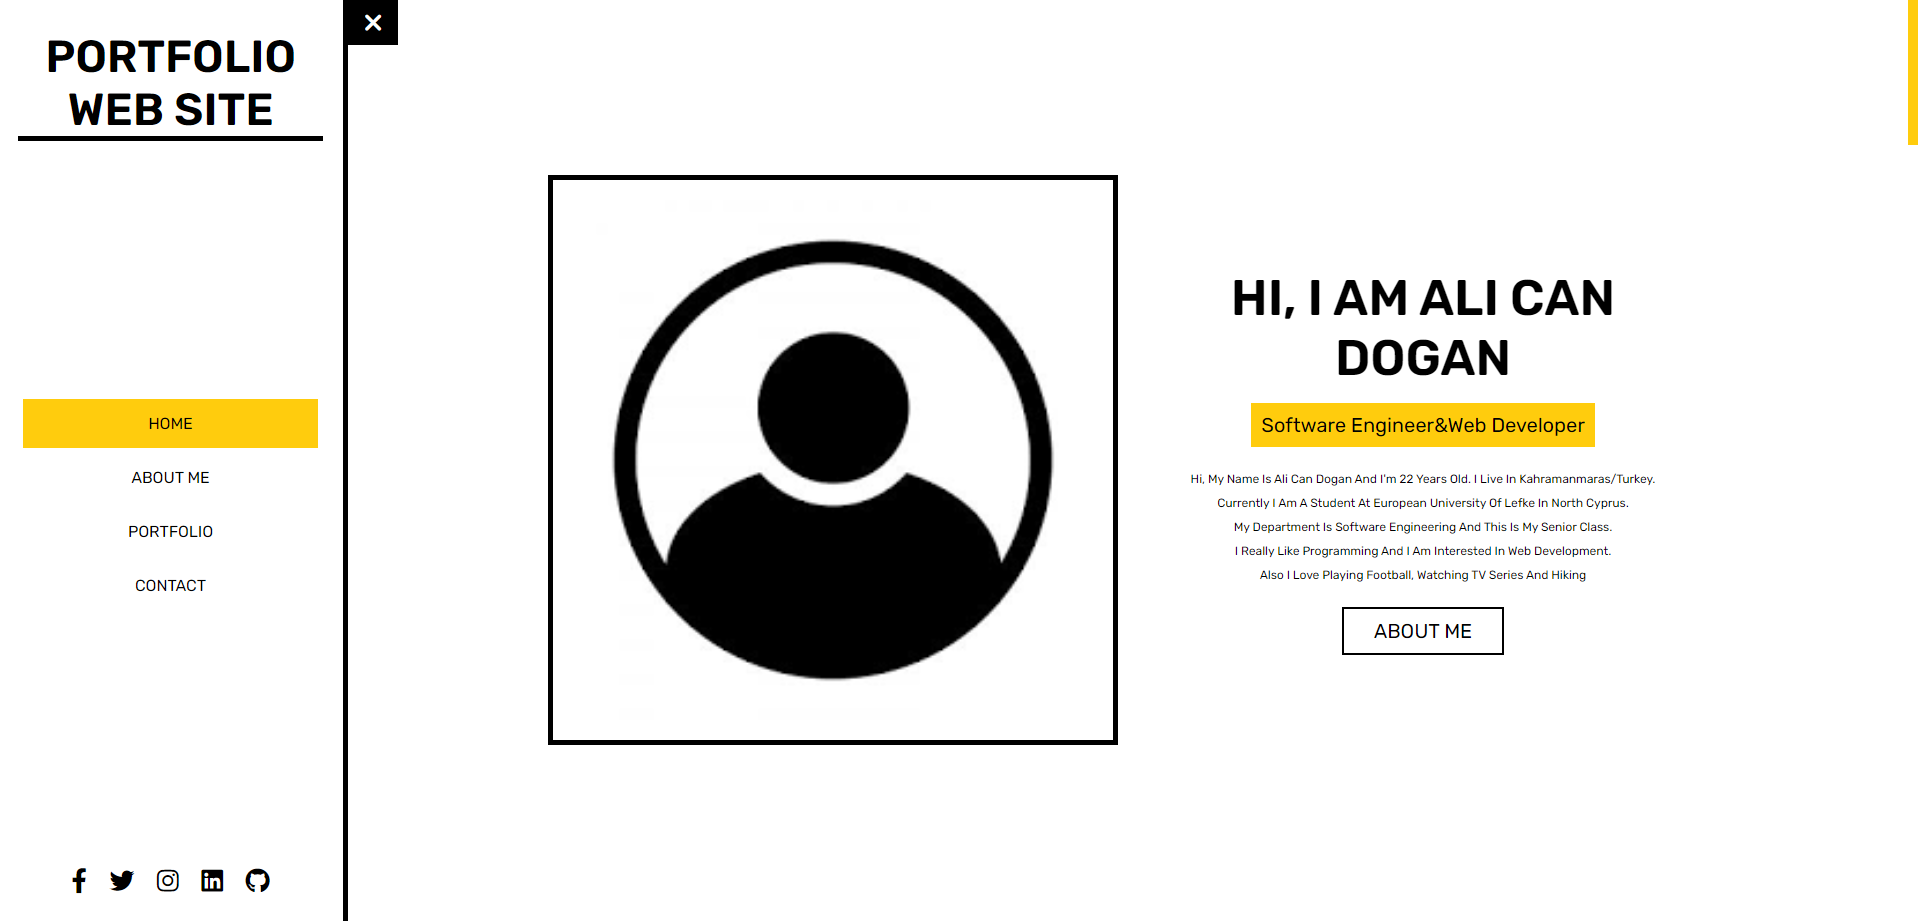 PORTFOLIO
WEB SITE
HOME
ABOUT ME
PORTFOLIO
CONTACT
HI, I AM ALI CAN
DOGAN
Software Engineer&Web Developer
Hi, My Name Is Ali Can Dogan And I'm 22 Years Old. I Live In Kahramanmaras/Turkey.
Currently I Am A Student At European University Of Lefke In North Cyprus.
My Department Is Software Engineering And This Is My Senior Class.
I Really Like Programming And I Am Interested In Web Development.
Also I Love Playing Football, Watching TV Series And Hiking
ABOUT ME